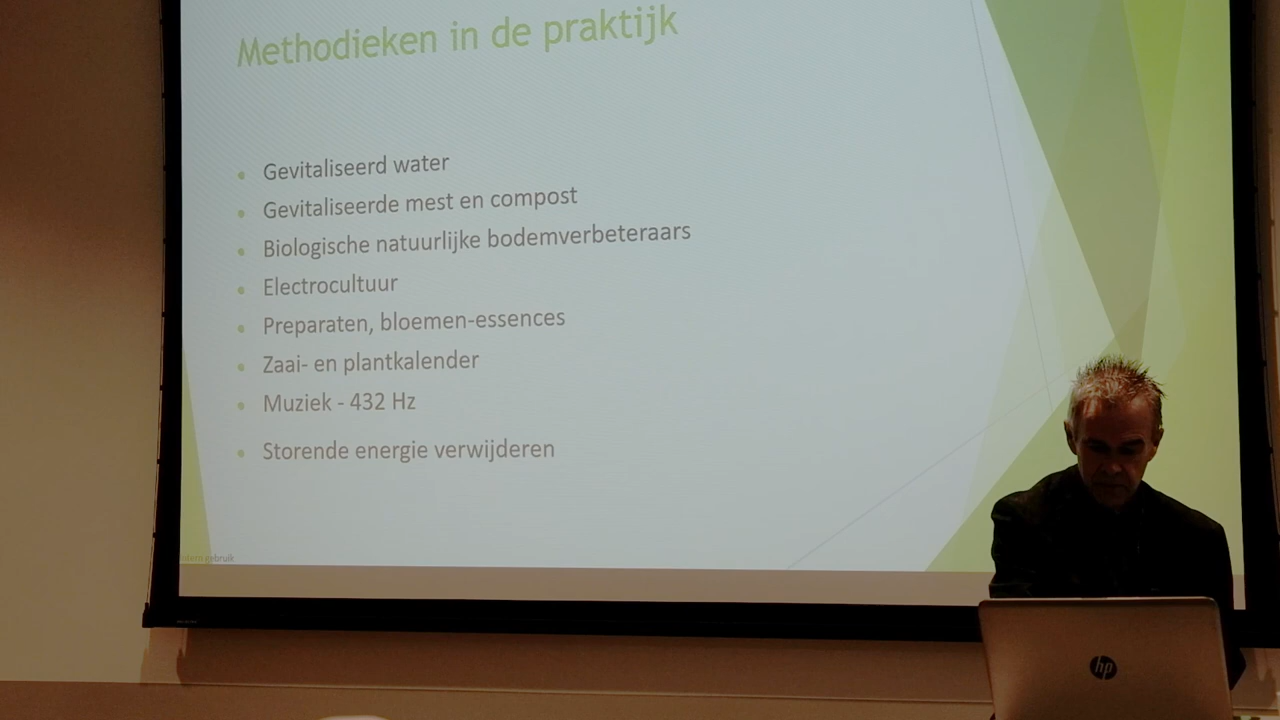 Methodieken in de praktijk
• Gevitaliseerd water
• Gevitaliseerde mest en compost
• Biologische natuurlijke bodemverbeteraars
• Electrocultuur
• Preparaten, bloemen-essences
• Zaai- en plantkalender
• Muziek - 432 Hz
• Storende energie verwijderen
hp